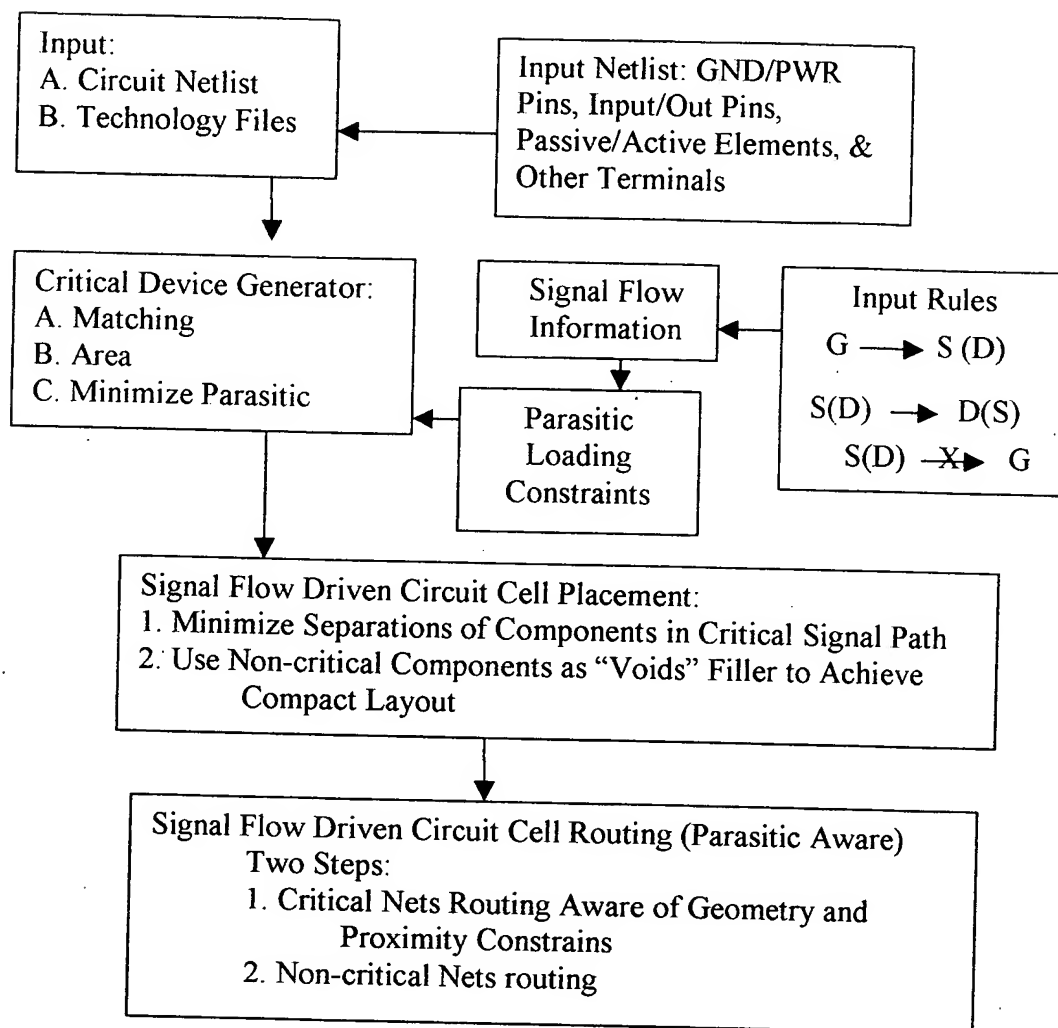 Input:
A. Circuit Netlist
B. Technology Files
Input Netlist: GND/PWR
Pins, Input/Out Pins,
Passive/Active Elements, &
Other Terminals
Critical Device Generator:
A. Matching
B. Area
C. Minimize Parasitic
Signal Flow
Information
Parasitic
Loading
Constraints
Input Rules
G → S (D)
S(D) → D(S)
S(D) –X→ G
Signal Flow Driven Circuit Cell Placement:
1. Minimize Separations of Components in Critical Signal Path
2. Use Non-critical Components as “Voids” Filler to Achieve
Compact Layout
Signal Flow Driven Circuit Cell Routing (Parasitic Aware)
Two Steps:
1. Critical Nets Routing Aware of Geometry and
Proximity Constrains
2. Non-critical Nets routing